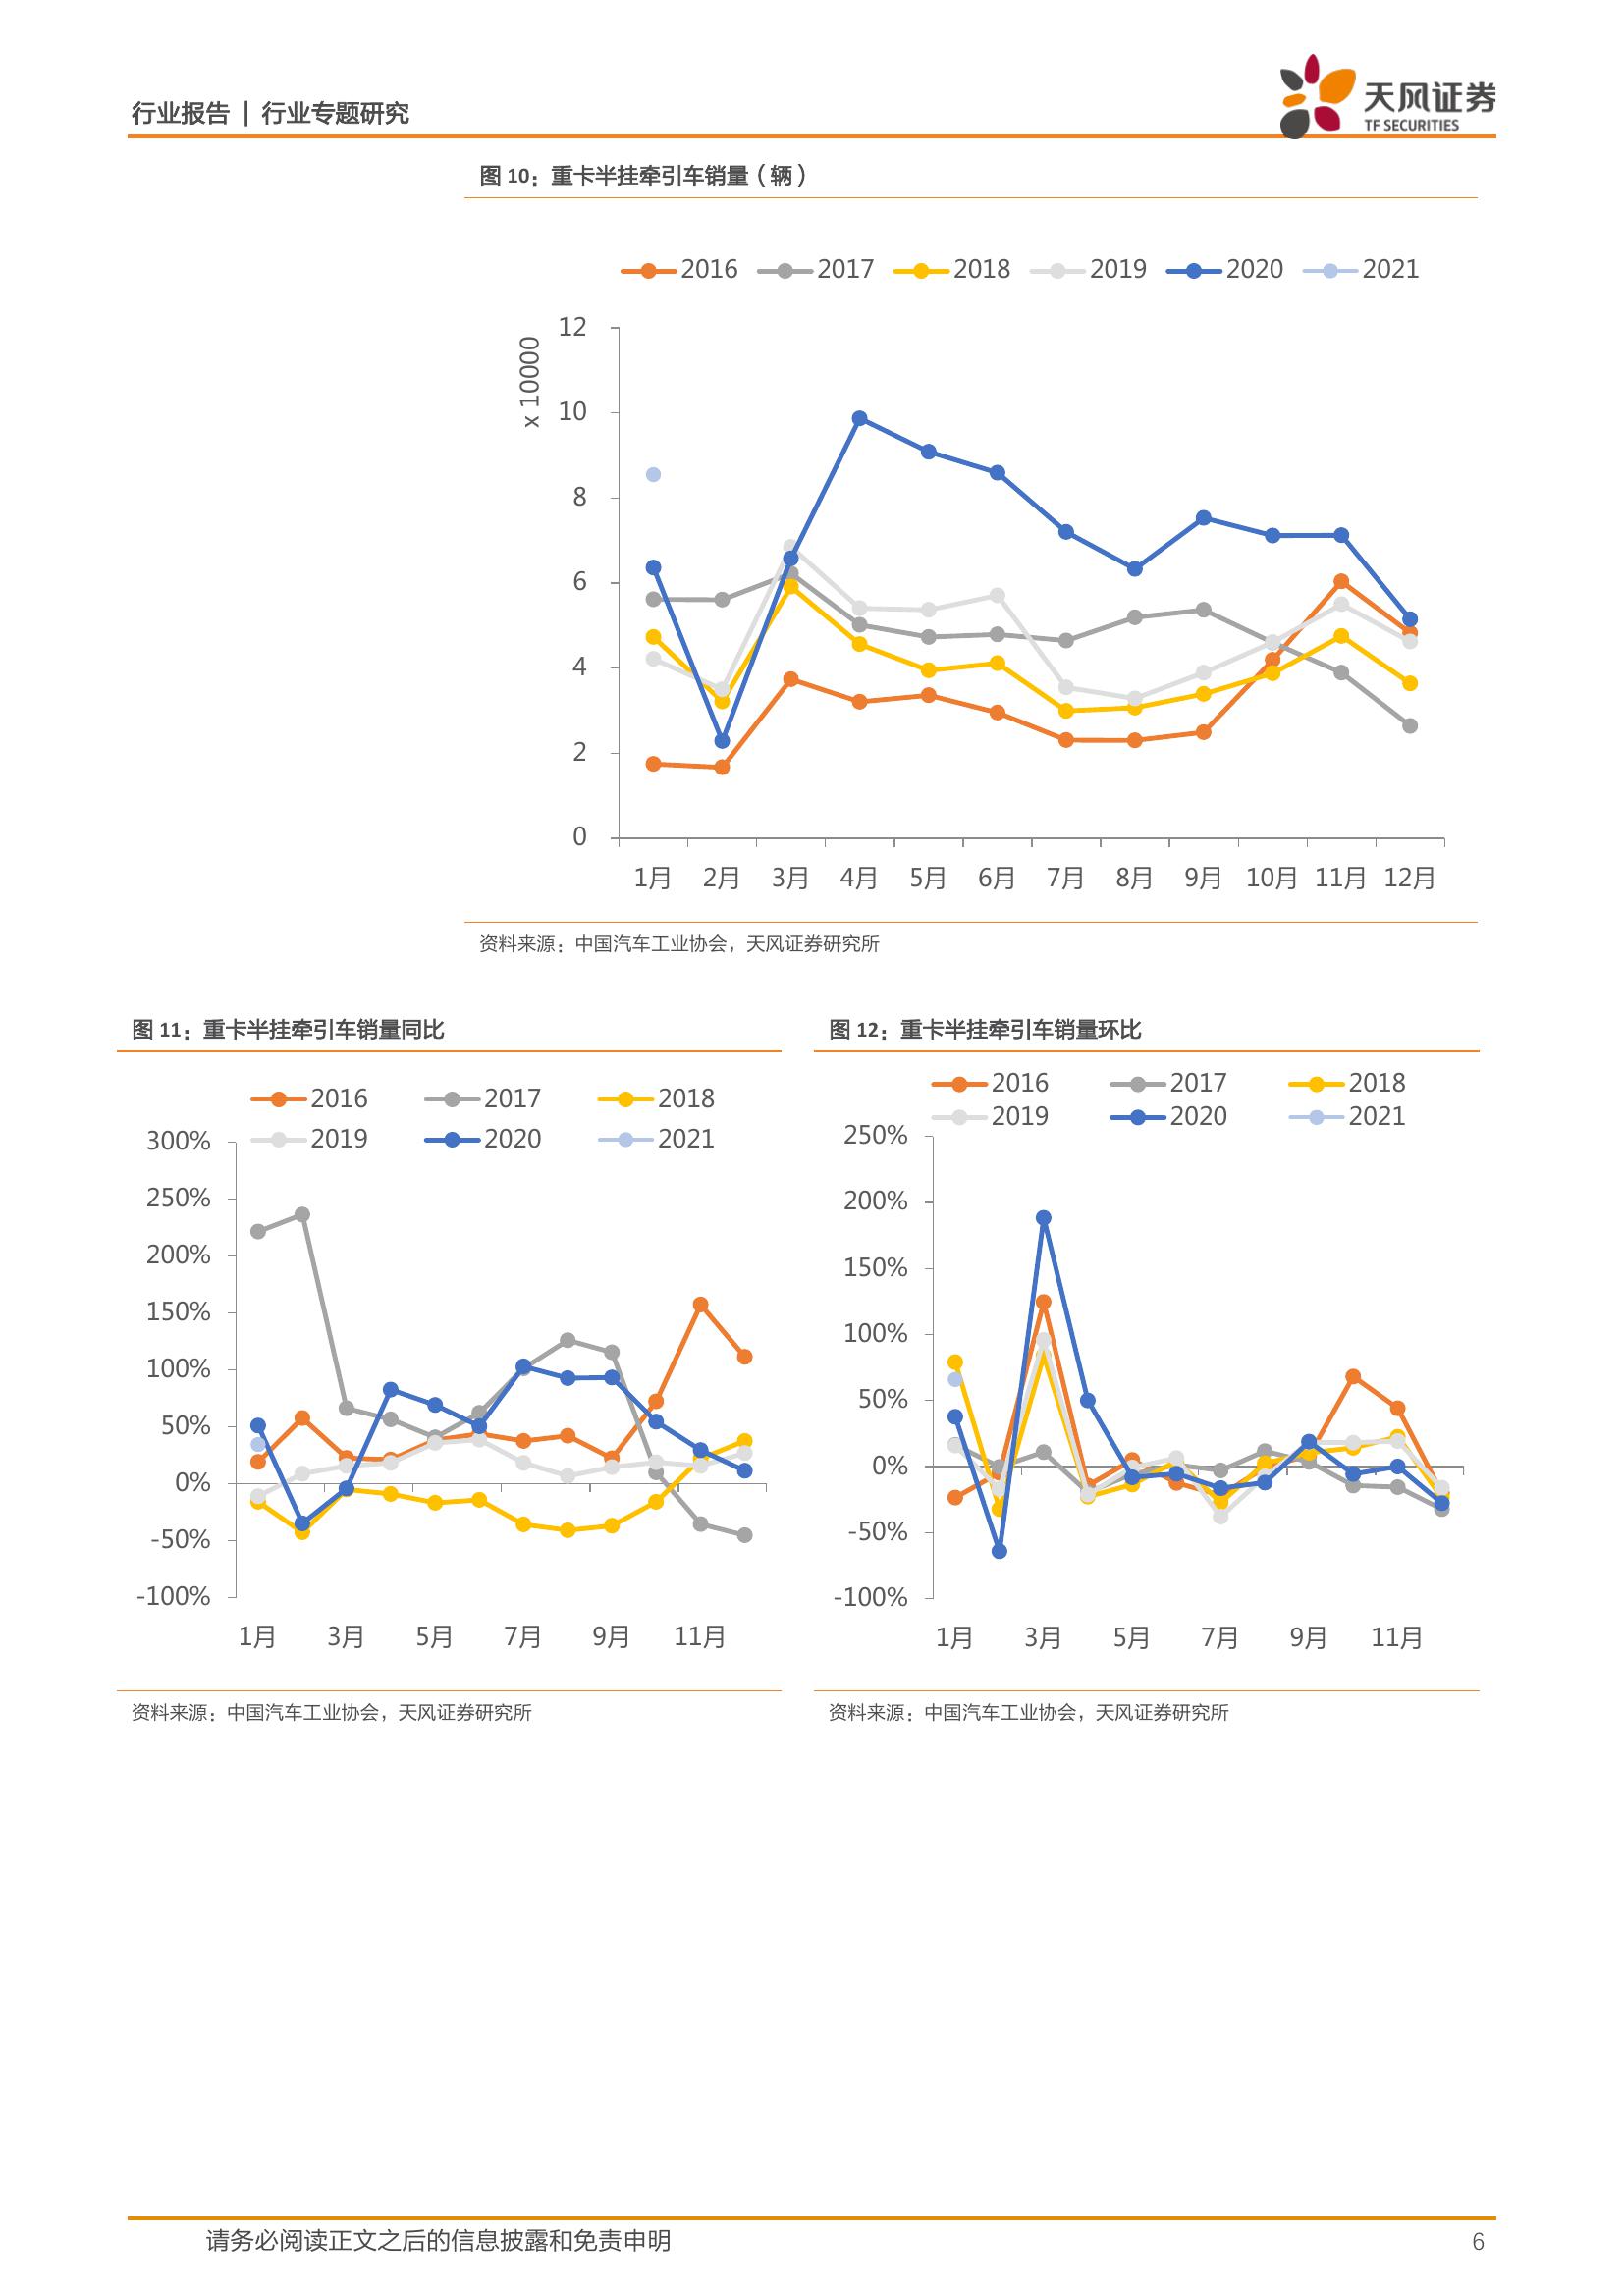 行业报告 | 行业专题研究
天风证券
TF SECURITIES
图 10：重卡半挂牵引车销量（辆）
2016 2017 2018 2019 2020 2021
x 10000
12
10
8
6
4
2
0
1月 2月 3月 4月 5月 6月 7月 8月 9月 10月 11月 12月
资料来源：中国汽车工业协会，天风证券研究所
图 11：重卡半挂牵引车销量同比
2016 2017 2018
2019 2020 2021
300%
250%
200%
150%
100%
50%
0%
-50%
-100%
1月 3月 5月 7月 9月 11月
资料来源：中国汽车工业协会，天风证券研究所
图 12：重卡半挂牵引车销量环比
2016 2017 2018
2019 2020 2021
250%
200%
150%
100%
50%
0%
-50%
-100%
1月 3月 5月 7月 9月 11月
资料来源：中国汽车工业协会，天风证券研究所
请务必阅读正文之后的信息披露和免责申明 6